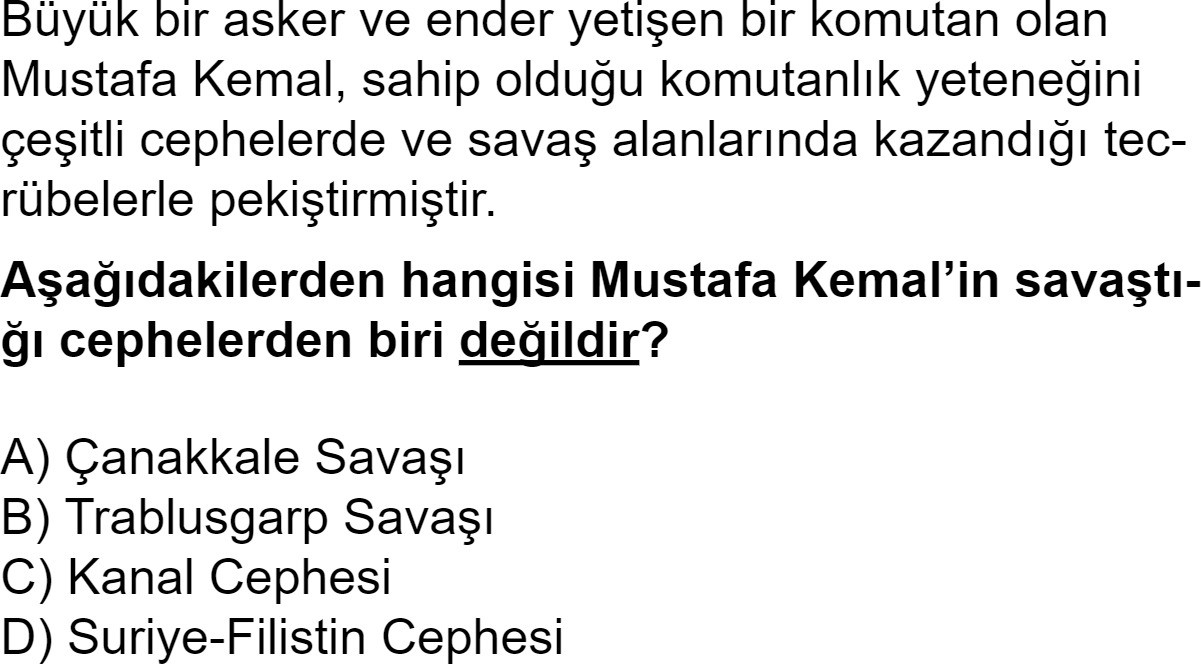 Büyük bir asker ve ender yetişen bir komutan olan
Mustafa Kemal, sahip olduğu komutanlık yeteneğini
çeşitli cephelerde ve savaş alanlarında kazandığı tec-
rübelerle pekiştirmiştir.
Aşağıdakilerden hangisi Mustafa Kemal’in savaştı-
ğı cephelerden biri değildir?
A) Çanakkale Savaşı
B) Trablusgarp Savaşı
C) Kanal Cephesi
D) Suriye-Filistin Cephesi